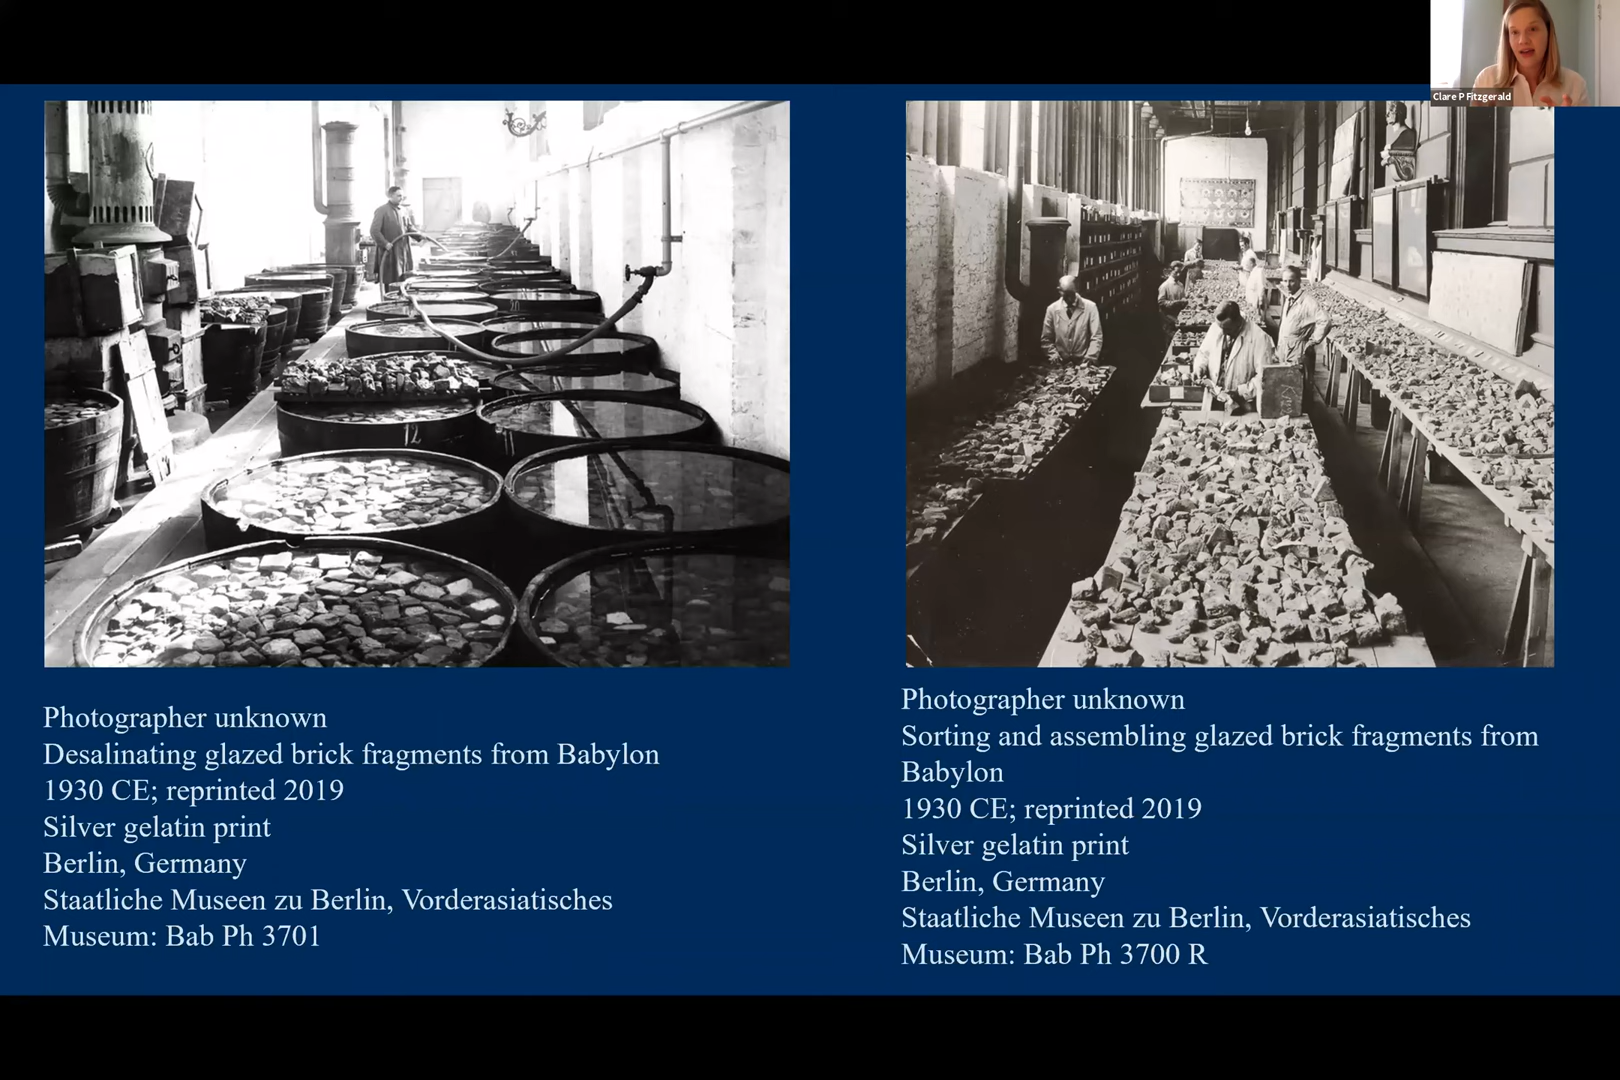 Clare P Fitzgerald
Photographer unknown
Desalinating glazed brick fragments from Babylon
1930 CE; reprinted 2019
Silver gelatin print
Berlin, Germany
Staatliche Museen zu Berlin, Vorderasiatisches
Museum: Bab Ph 3701
Photographer unknown
Sorting and assembling glazed brick fragments from
Babylon
1930 CE; reprinted 2019
Silver gelatin print
Berlin, Germany
Staatliche Museen zu Berlin, Vorderasiatisches
Museum: Bab Ph 3700 R
12